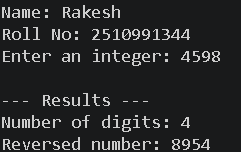 Name: Rakesh
Roll No: 2510991344
Enter an integer: 4598
--- Results ---
Number of digits: 4
Reversed number: 8954